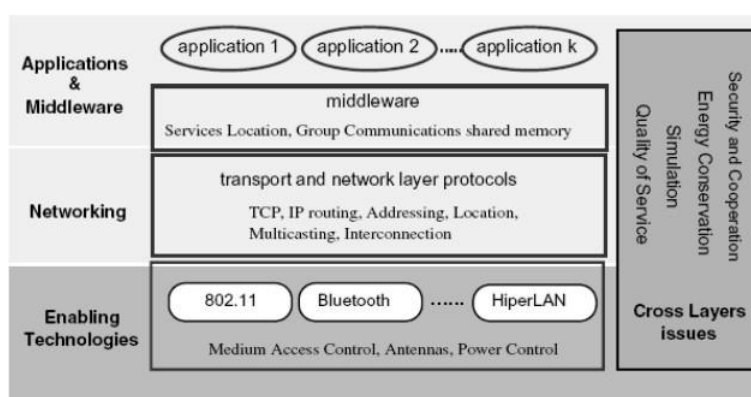 Applications
&
Middleware
application 1
application 2
.....
application k
middleware
Services Location, Group Communications shared memory
Networking
transport and network layer protocols
TCP, IP routing, Addressing, Location,
Multicasting, Interconnection
Enabling
Technologies
802.11
Bluetooth
......
HiperLAN
Medium Access Control, Antennas, Power Control
Quality of Service
Simulation
Energy Conservation
Security and Cooperation
Cross Layers
issues